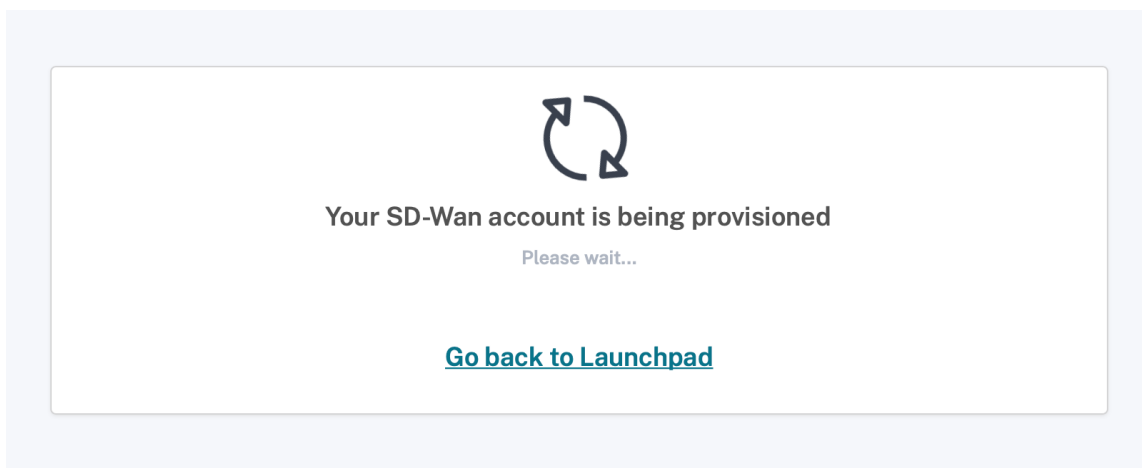 Your SD-Wan account is being provisioned
Please wait...
Go back to Launchpad